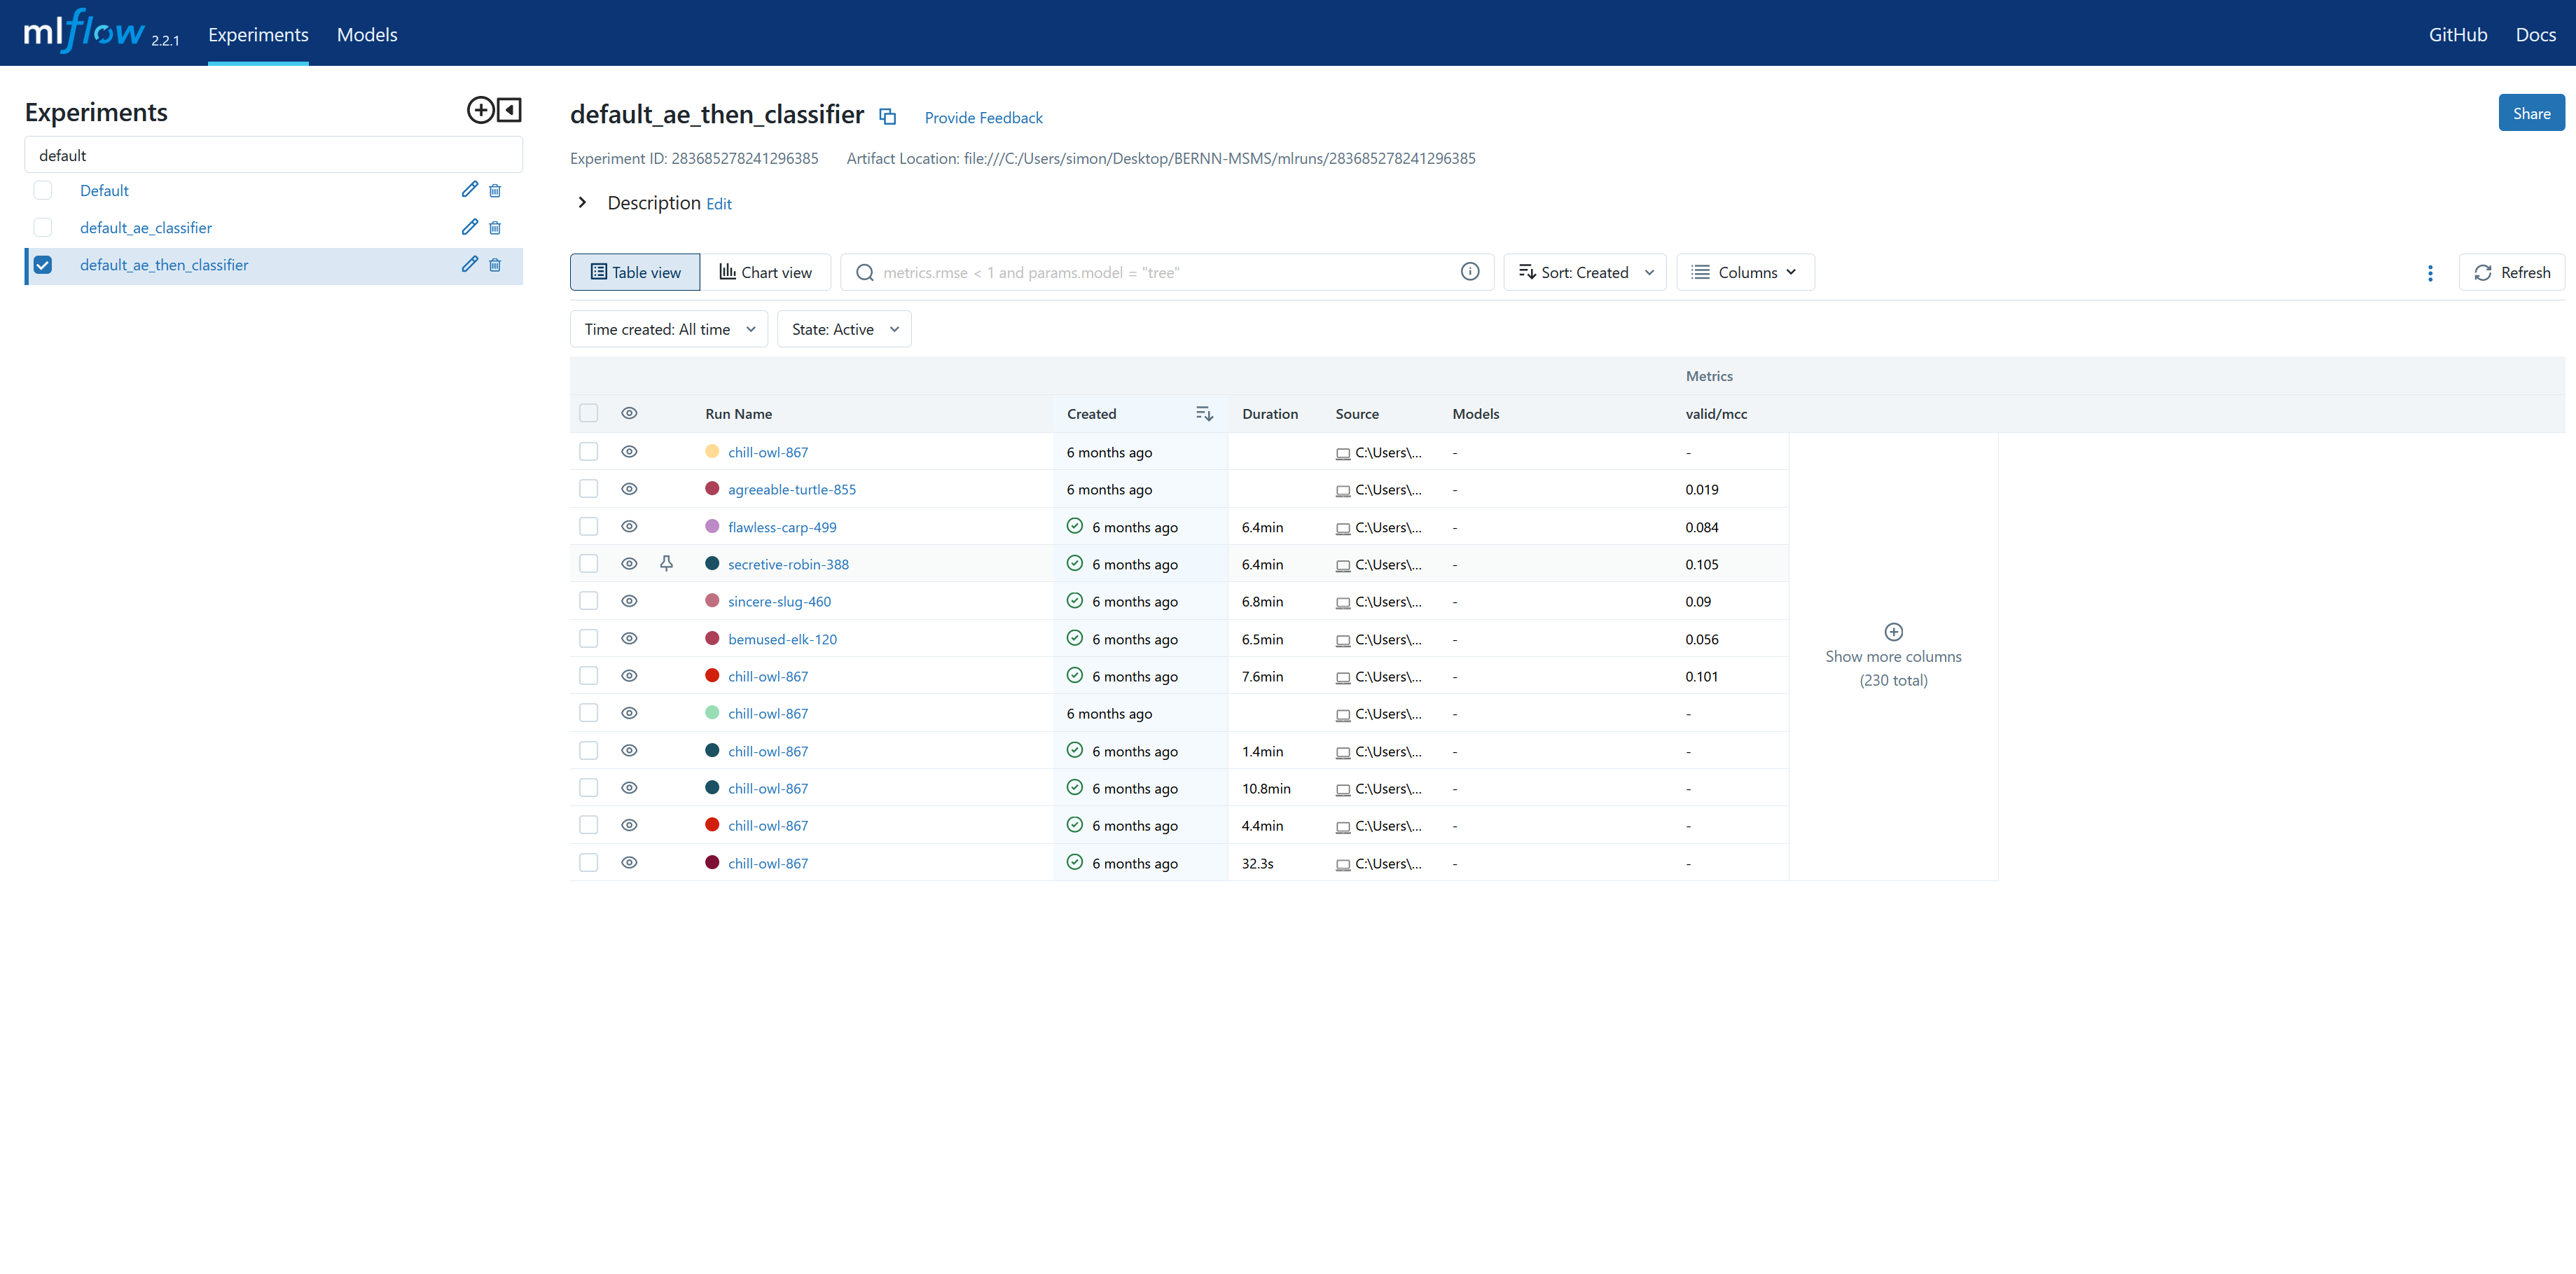 mlflow 2.2.1 Experiments Models GitHub Docs
Experiments
default
Default
default_ae_classifier
default_ae_then_classifier
default_ae_then_classifier Provide Feedback Share
Experiment ID: 283685278241296385 Artifact Location: file:///C:/Users/simon/Desktop/BERNN-MSMS/mlruns/283685278241296385
Description Edit
Table view Chart view metrics.rmse < 1 and params.model = "tree" Sort: Created Columns Refresh
Time created: All time State: Active
Metrics
Run Name Created Duration Source Models valid/mcc
chill-owl-867 6 months ago C:\Users\... - -
agreeable-turtle-855 6 months ago C:\Users\... - 0.019
flawless-carp-499 6 months ago 6.4min C:\Users\... - 0.084
secretive-robin-388 6 months ago 6.4min C:\Users\... - 0.105
sincere-slug-460 6 months ago 6.8min C:\Users\... - 0.09
bemused-elk-120 6 months ago 6.5min C:\Users\... - 0.056
chill-owl-867 6 months ago 7.6min C:\Users\... - 0.101
chill-owl-867 6 months ago C:\Users\... - -
chill-owl-867 6 months ago 1.4min C:\Users\... - -
chill-owl-867 6 months ago 10.8min C:\Users\... - -
chill-owl-867 6 months ago 4.4min C:\Users\... - -
chill-owl-867 6 months ago 32.3s C:\Users\... - -
Show more columns
(230 total)